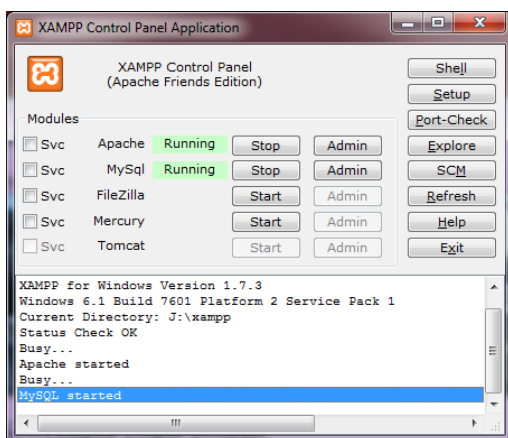 XAMPP Control Panel Application
XAMPP Control Panel
(Apache Friends Edition)
Shell
Setup
Modules
Port-Check
Svc Apache Running Stop Admin Explore
Svc MySql Running Stop Admin SCM
Svc FileZilla Start Admin Refresh
Svc Mercury Start Admin Help
Svc Tomcat Start Admin Exit
XAMPP for Windows Version 1.7.3
Windows 6.1 Build 7601 Platform 2 Service Pack 1
Current Directory: J:\xampp
Status Check OK
Busy...
Apache started
Busy...
MySQL started